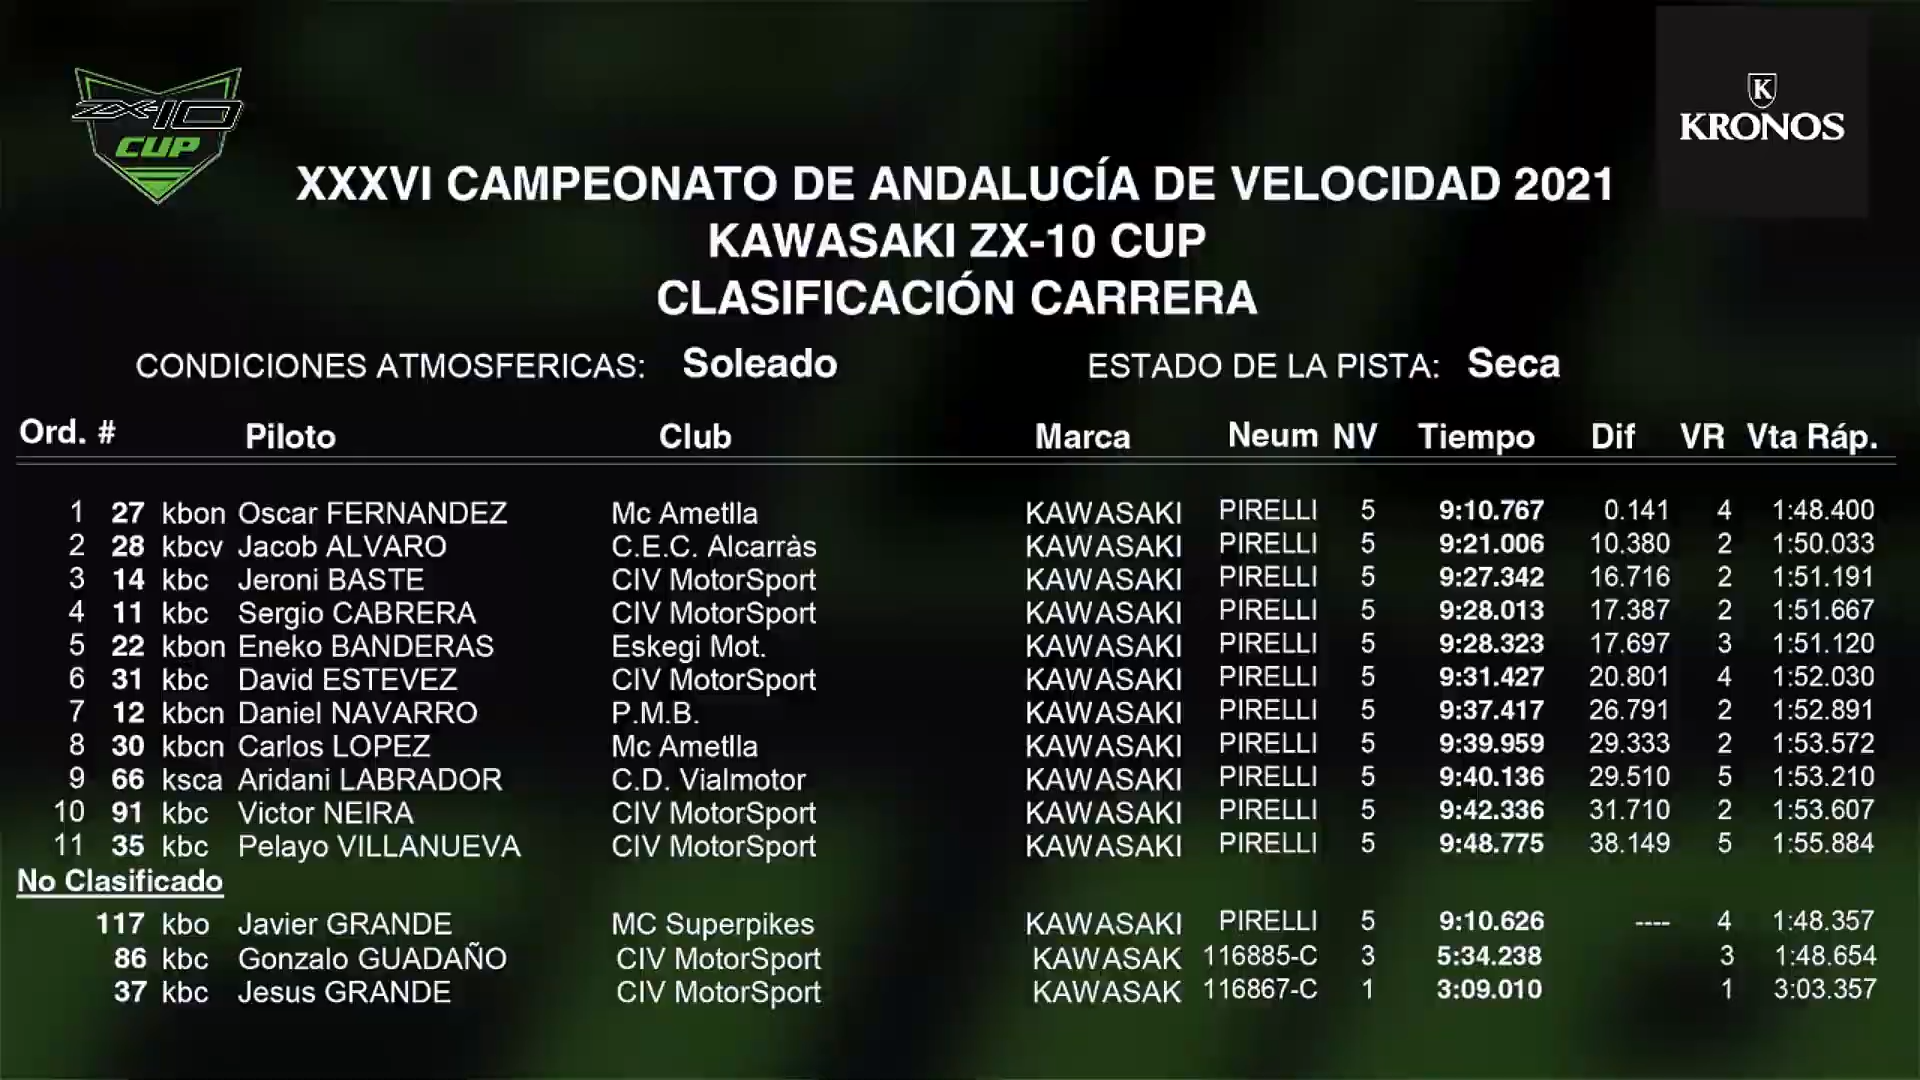 ZX-10
CUP
K
KRONOS
XXXVI CAMPEONATO DE ANDALUCÍA DE VELOCIDAD 2021
KAWASAKI ZX-10 CUP
CLASIFICACIÓN CARRERA
CONDICIONES ATMOSFERICAS: Soleado ESTADO DE LA PISTA: Seca
Ord. # Piloto Club Marca Neum NV Tiempo Dif VR Vta Ráp.
1 27 kbon Oscar FERNANDEZ Mc Ametlla KAWASAKI PIRELLI 5 9:10.767 0.141 4 1:48.400
2 28 kbcv Jacob ALVARO C.E.C. Alcarràs KAWASAKI PIRELLI 5 9:21.006 10.380 2 1:50.033
3 14 kbc Jeroni BASTE CIV MotorSport KAWASAKI PIRELLI 5 9:27.342 16.716 2 1:51.191
4 11 kbc Sergio CABRERA CIV MotorSport KAWASAKI PIRELLI 5 9:28.013 17.387 2 1:51.667
5 22 kbon Eneko BANDERAS Eskegi Mot. KAWASAKI PIRELLI 5 9:28.323 17.697 3 1:51.120
6 31 kbc David ESTEVEZ CIV MotorSport KAWASAKI PIRELLI 5 9:31.427 20.801 4 1:52.030
7 12 kbcn Daniel NAVARRO P.M.B. KAWASAKI PIRELLI 5 9:37.417 26.791 2 1:52.891
8 30 kbcn Carlos LOPEZ Mc Ametlla KAWASAKI PIRELLI 5 9:39.959 29.333 2 1:53.572
9 66 ksca Aridani LABRADOR C.D. Vialmotor KAWASAKI PIRELLI 5 9:40.136 29.510 5 1:53.210
10 91 kbc Victor NEIRA CIV MotorSport KAWASAKI PIRELLI 5 9:42.336 31.710 2 1:53.607
11 35 kbc Pelayo VILLANUEVA CIV MotorSport KAWASAKI PIRELLI 5 9:48.775 38.149 5 1:55.884
No Clasificado
117 kbo Javier GRANDE MC Superpikes KAWASAKI PIRELLI 5 9:10.626 ---- 4 1:48.357
86 kbc Gonzalo GUADAÑO CIV MotorSport KAWASAK 116885-C 3 5:34.238 3 1:48.654
37 kbc Jesus GRANDE CIV MotorSport KAWASAK 116867-C 1 3:09.010 1 3:03.357